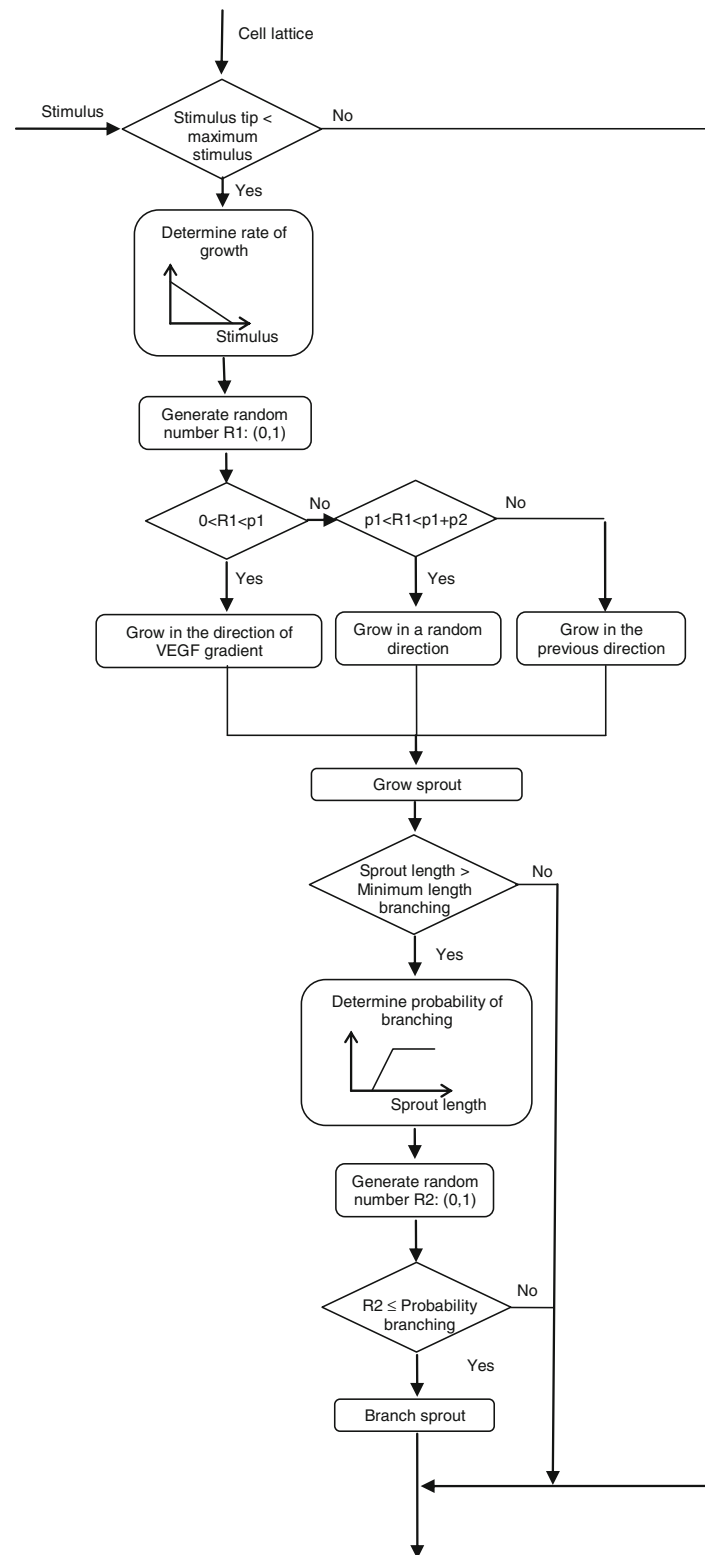 Cell lattice
Stimulus
Stimulus tip <
maximum
stimulus
No
Yes
Determine rate of
growth
Stimulus
Generate random
number R1: (0,1)
0<R1<p1
No
p1<R1<p1+p2
No
Yes
Yes
Grow in the direction of
VEGF gradient
Grow in a random
direction
Grow in the
previous direction
Grow sprout
Sprout length >
Minimum length
branching
No
Yes
Determine probability of
branching
Sprout length
Generate random
number R2: (0,1)
R2 ≤ Probability
branching
No
Yes
Branch sprout